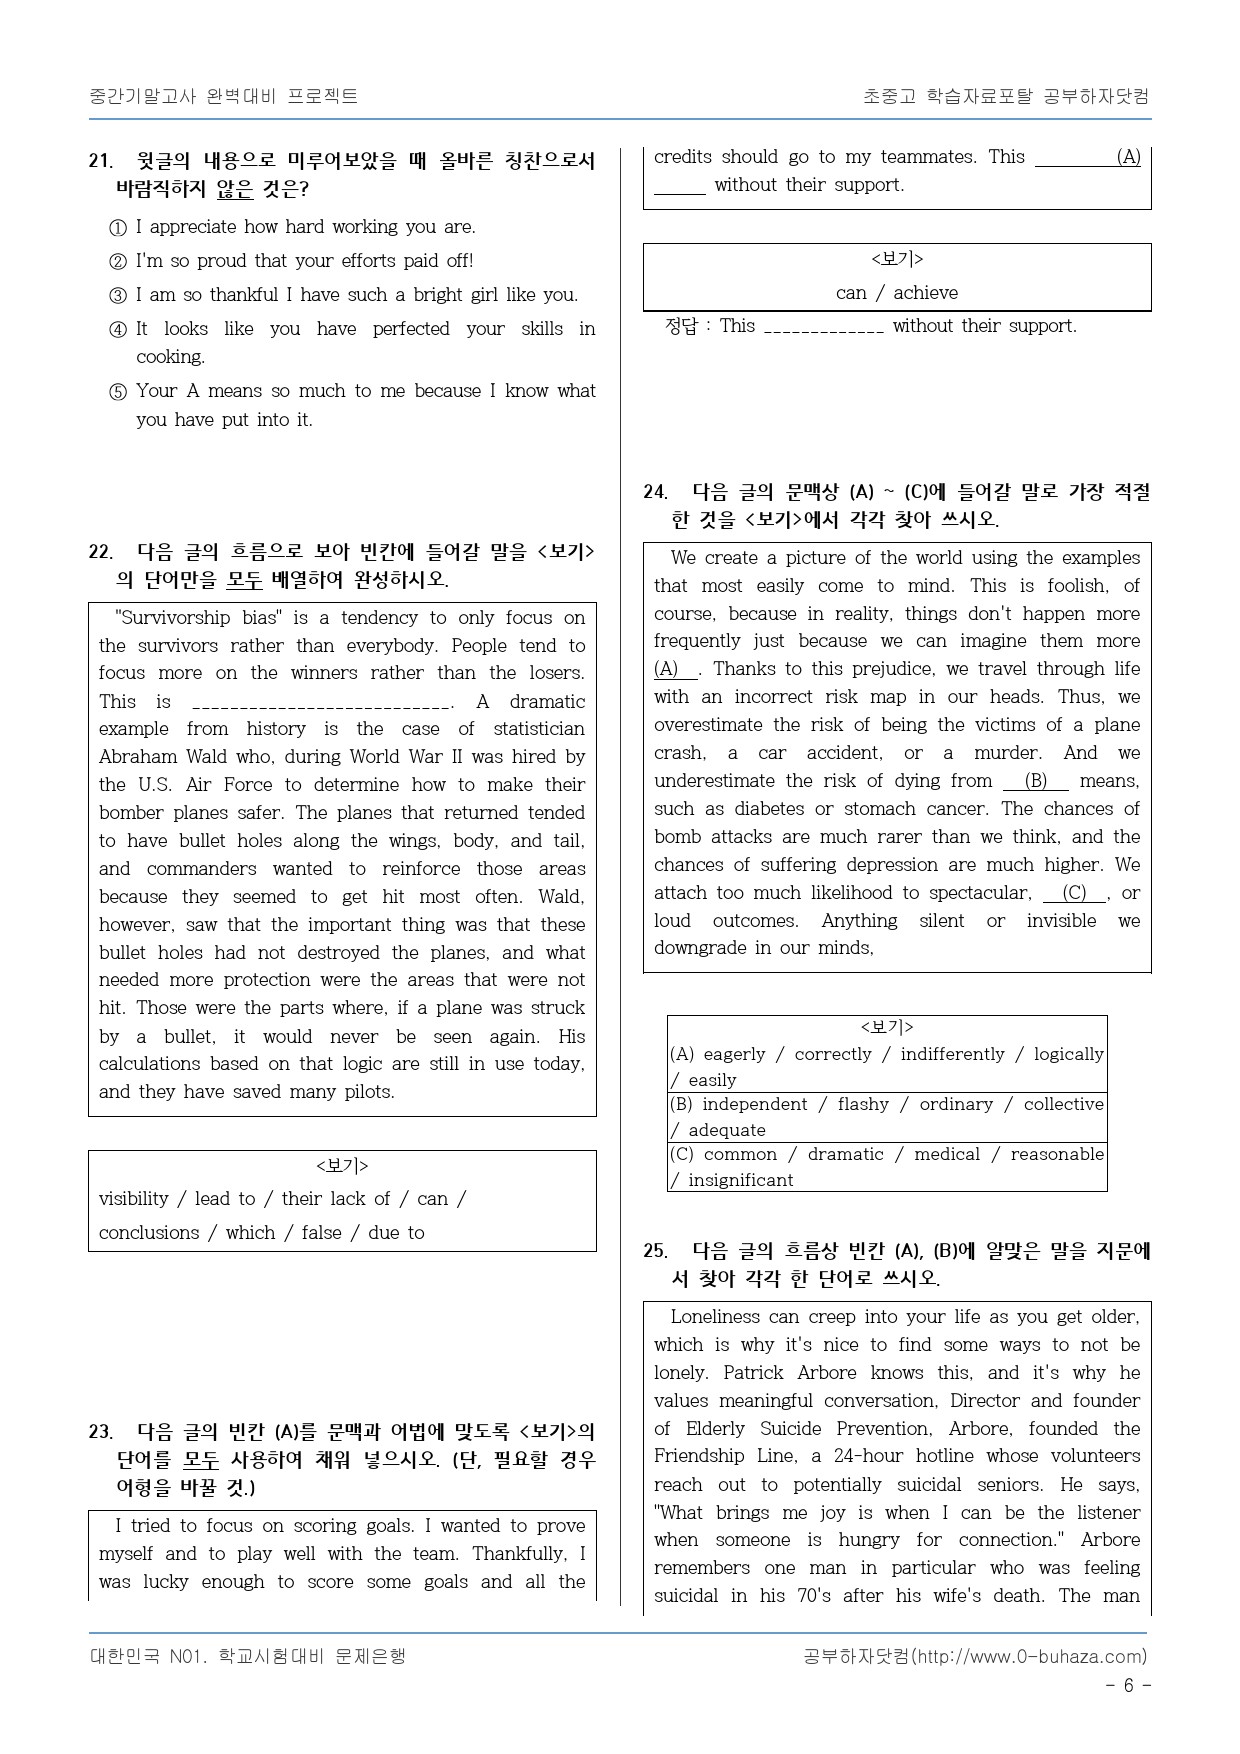 중간기말고사 완벽대비 프로젝트
초중고 학습자료포탈 공부하자닷컴
21. 윗글의 내용으로 미루어보았을 때 올바른 칭찬으로서
바람직하지 않은 것은?
① I appreciate how hard working you are.
② I'm so proud that your efforts paid off!
③ I am so thankful I have such a bright girl like you.
④ It looks like you have perfected your skills in
cooking.
⑤ Your A means so much to me because I know what
you have put into it.
22. 다음 글의 흐름으로 보아 빈칸에 들어갈 말을 <보기>
의 단어만을 모두 배열하여 완성하시오.
"Survivorship bias" is a tendency to only focus on
the survivors rather than everybody. People tend to
focus more on the winners rather than the losers.
This is ___________________________. A dramatic
example from history is the case of statistician
Abraham Wald who, during World War II was hired by
the U.S. Air Force to determine how to make their
bomber planes safer. The planes that returned tended
to have bullet holes along the wings, body, and tail,
and commanders wanted to reinforce those areas
because they seemed to get hit most often. Wald,
however, saw that the important thing was that these
bullet holes had not destroyed the planes, and what
needed more protection were the areas that were not
hit. Those were the parts where, if a plane was struck
by a bullet, it would never be seen again. His
calculations based on that logic are still in use today,
and they have saved many pilots.
<보기>
visibility / lead to / their lack of / can /
conclusions / which / false / due to
23. 다음 글의 빈칸 (A)를 문맥과 어법에 맞도록 <보기>의
단어를 모두 사용하여 채워 넣으시오. (단, 필요할 경우
어형을 바꿀 것.)
I tried to focus on scoring goals. I wanted to prove
myself and to play well with the team. Thankfully, I
was lucky enough to score some goals and all the
credits should go to my teammates. This ________(A)
_____ without their support.
<보기>
can / achieve
정답 : This _____________ without their support.
24. 다음 글의 문맥상 (A) ~ (C)에 들어갈 말로 가장 적절
한 것을 <보기>에서 각각 찾아 쓰시오.
We create a picture of the world using the examples
that most easily come to mind. This is foolish, of
course, because in reality, things don't happen more
frequently just because we can imagine them more
(A)__. Thanks to this prejudice, we travel through life
with an incorrect risk map in our heads. Thus, we
overestimate the risk of being the victims of a plane
crash, a car accident, or a murder. And we
underestimate the risk of dying from __(B)__ means,
such as diabetes or stomach cancer. The chances of
bomb attacks are much rarer than we think, and the
chances of suffering depression are much higher. We
attach too much likelihood to spectacular, __(C)__, or
loud outcomes. Anything silent or invisible we
downgrade in our minds,
<보기>
(A) eagerly / correctly / indifferently / logically
/ easily
(B) independent / flashy / ordinary / collective
/ adequate
(C) common / dramatic / medical / reasonable
/ insignificant
25. 다음 글의 흐름상 빈칸 (A), (B)에 알맞은 말을 지문에
서 찾아 각각 한 단어로 쓰시오.
Loneliness can creep into your life as you get older,
which is why it's nice to find some ways to not be
lonely. Patrick Arbore knows this, and it's why he
values meaningful conversation, Director and founder
of Elderly Suicide Prevention, Arbore, founded the
Friendship Line, a 24-hour hotline whose volunteers
reach out to potentially suicidal seniors. He says,
"What brings me joy is when I can be the listener
when someone is hungry for connection." Arbore
remembers one man in particular who was feeling
suicidal in his 70's after his wife's death. The man
대한민국 N01. 학교시험대비 문제은행
공부하자닷컴(http://www.0-buhaza.com)
- 6 -